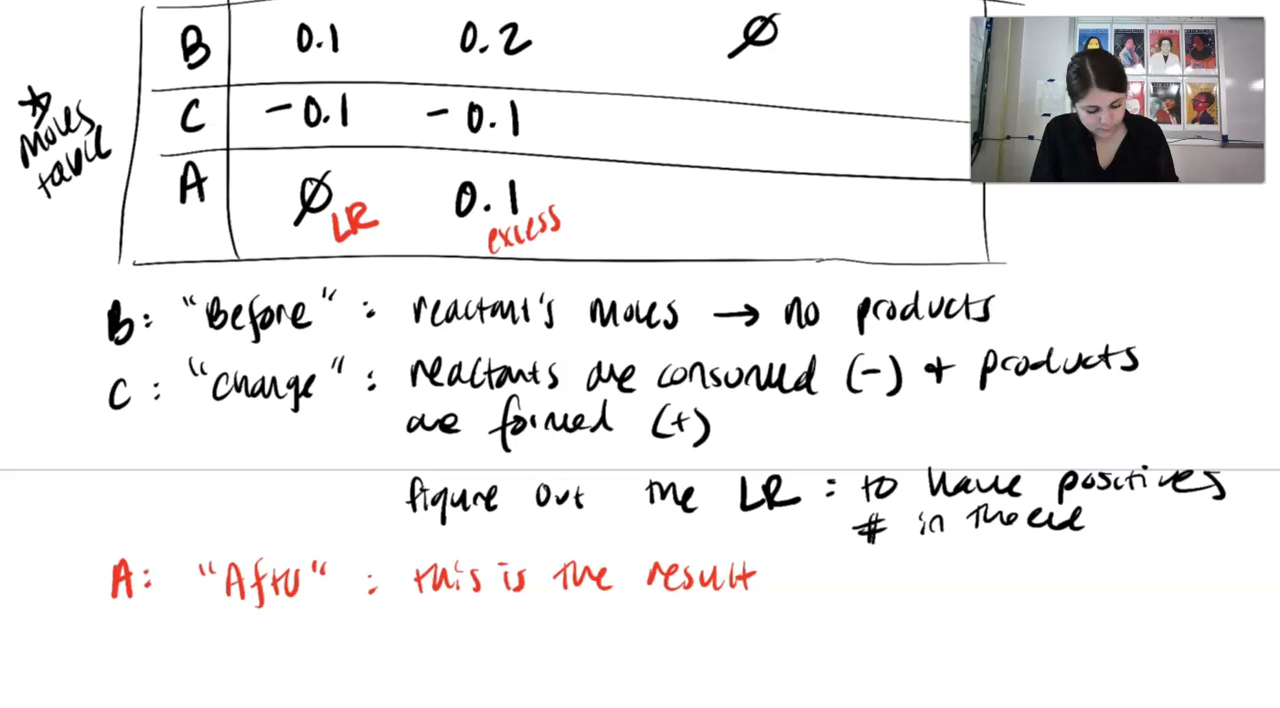 B 0.1 0.2 ∅
C -0.1 -0.1
★ Moles table
A ∅ 0.1
LR excess
B: "Before" : reactant's moles → no products
C: "change" : reactants are consumed (-) + products
are formed (+)
figure out the LR : to have positives
# in the end
A: "After" : this is the result